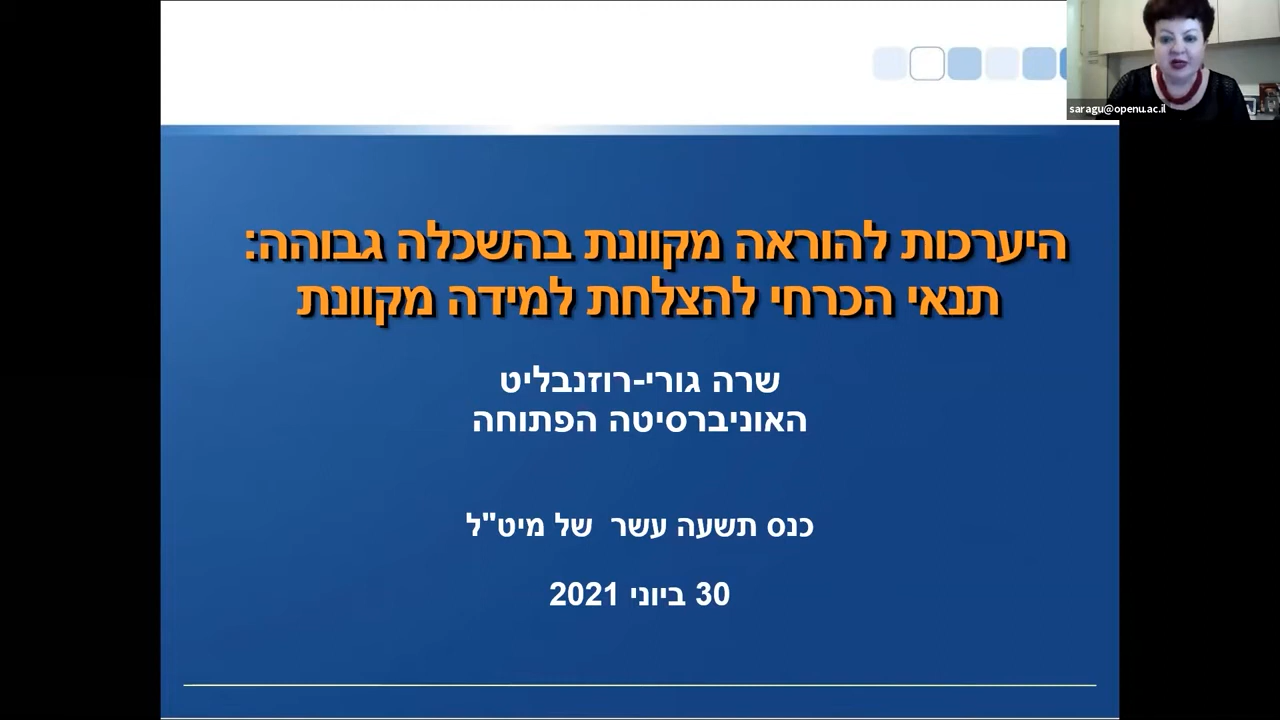 saragu@openu.ac.il
היערכות להוראה מקוונת בהשכלה גבוהה:
תנאי הכרחי להצלחת למידה מקוונת
שרה גורי-רוזנבליט
האוניברסיטה הפתוחה
כנס תשעה עשר של מיט"ל
30 ביוני 2021